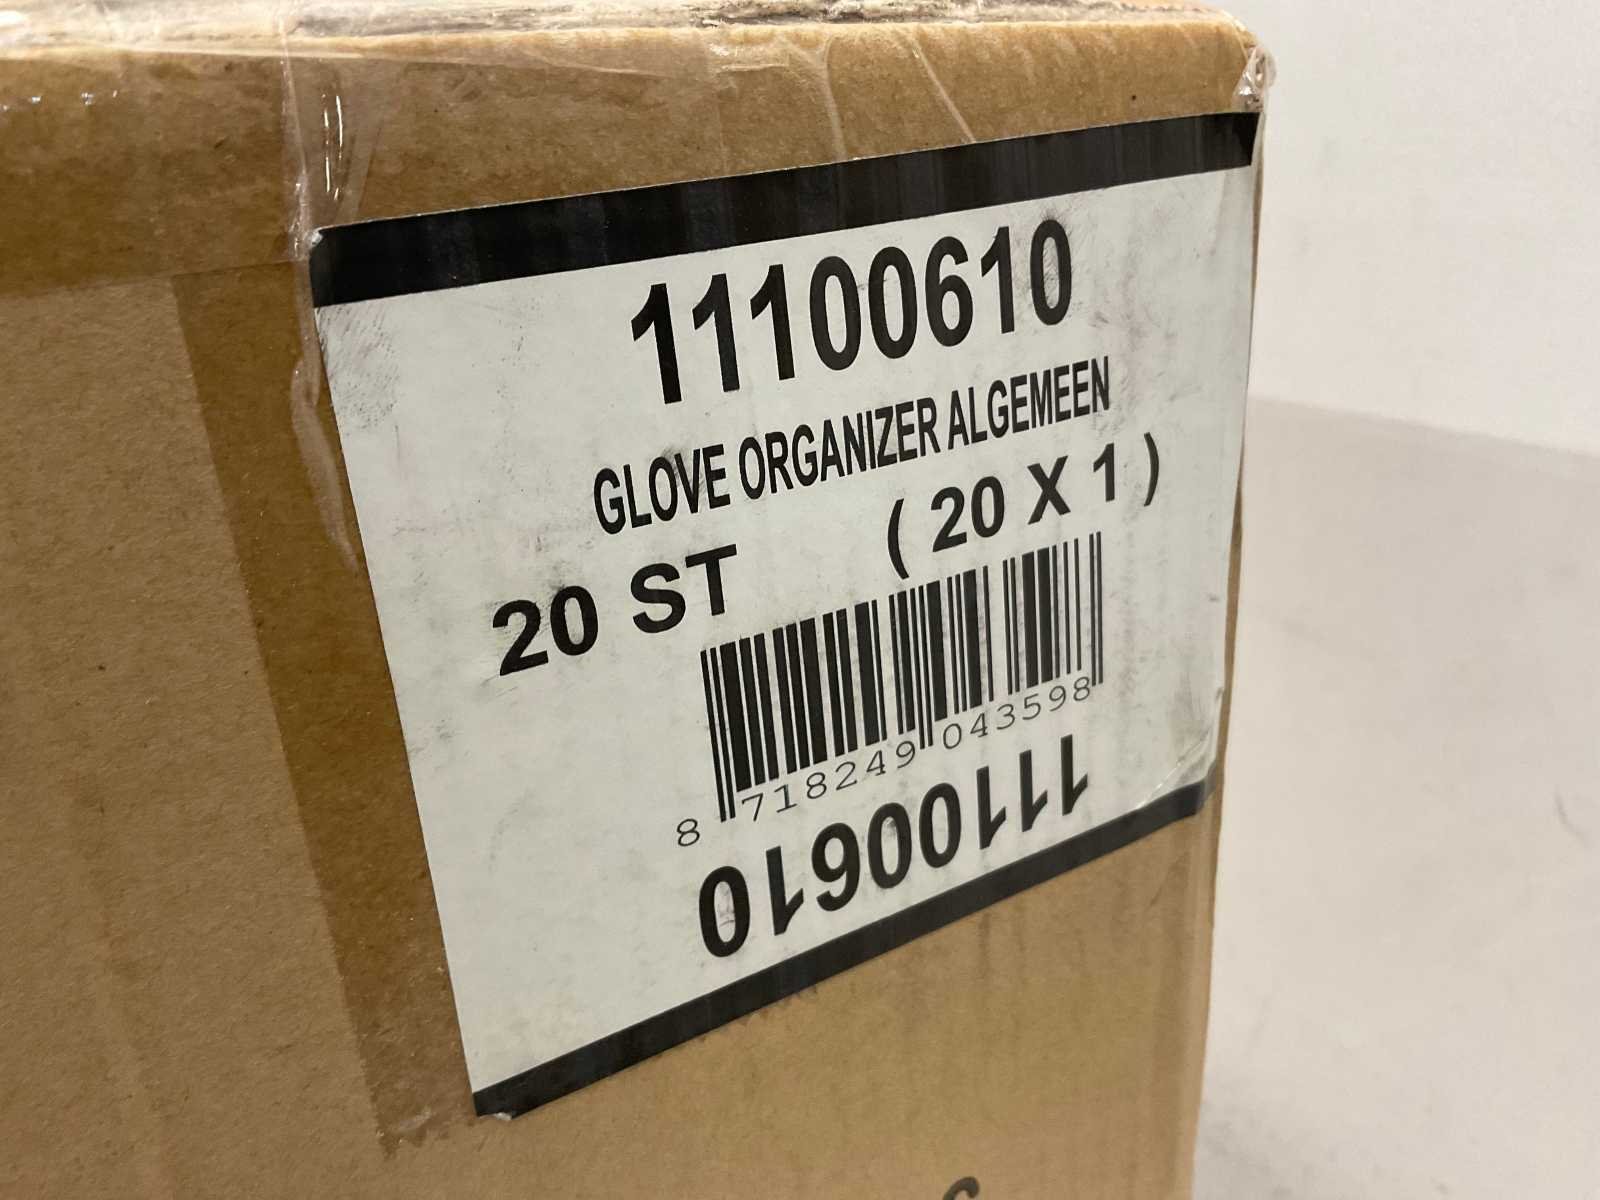 11100610
GLOVE ORGANIZER ALGEMEEN
20 ST ( 20 X 1 )
8 718249 043598
11100610